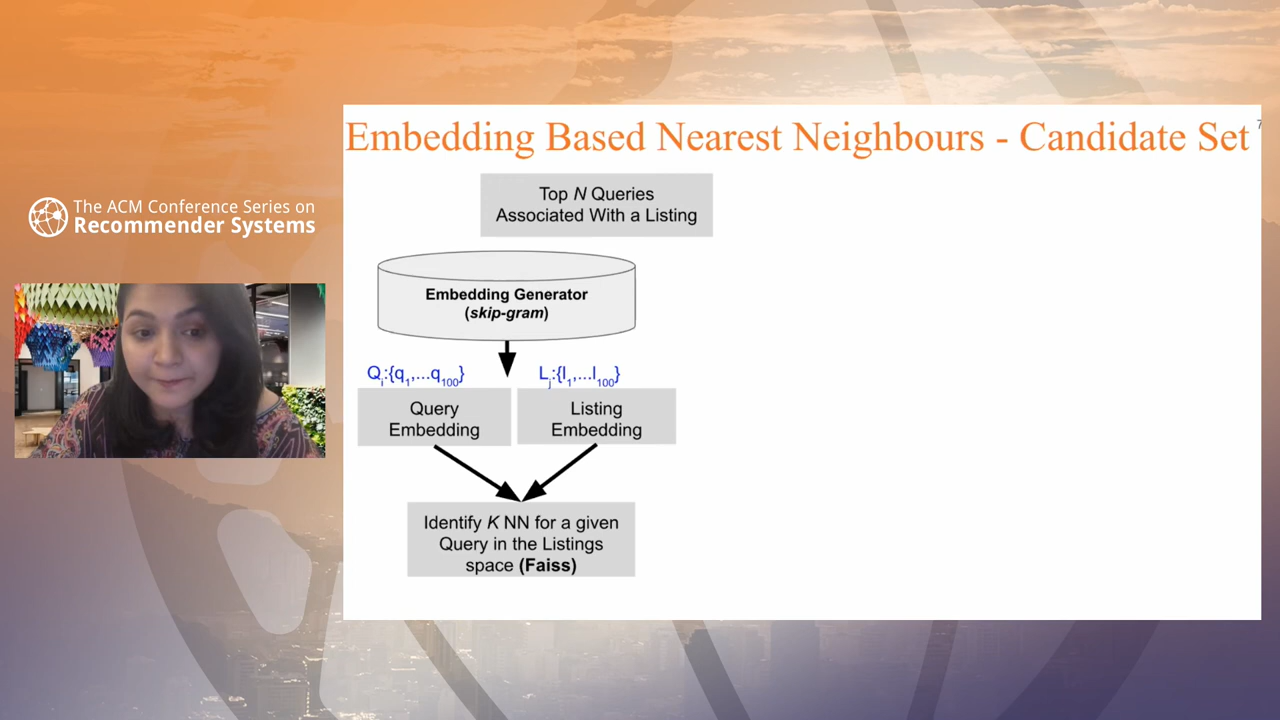 The ACM Conference Series on
Recommender Systems
Embedding Based Nearest Neighbours - Candidate Set
7
Top N Queries
Associated With a Listing
Embedding Generator
(skip-gram)
Qi:{q1,...q100}
Lj:{l1,...l100}
Query
Embedding
Listing
Embedding
Identify K NN for a given
Query in the Listings
space (Faiss)